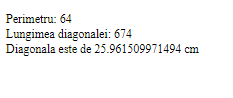 Perimetru: 64
Lungimea diagonalei: 674
Diagonala este de 25.961509971494 cm